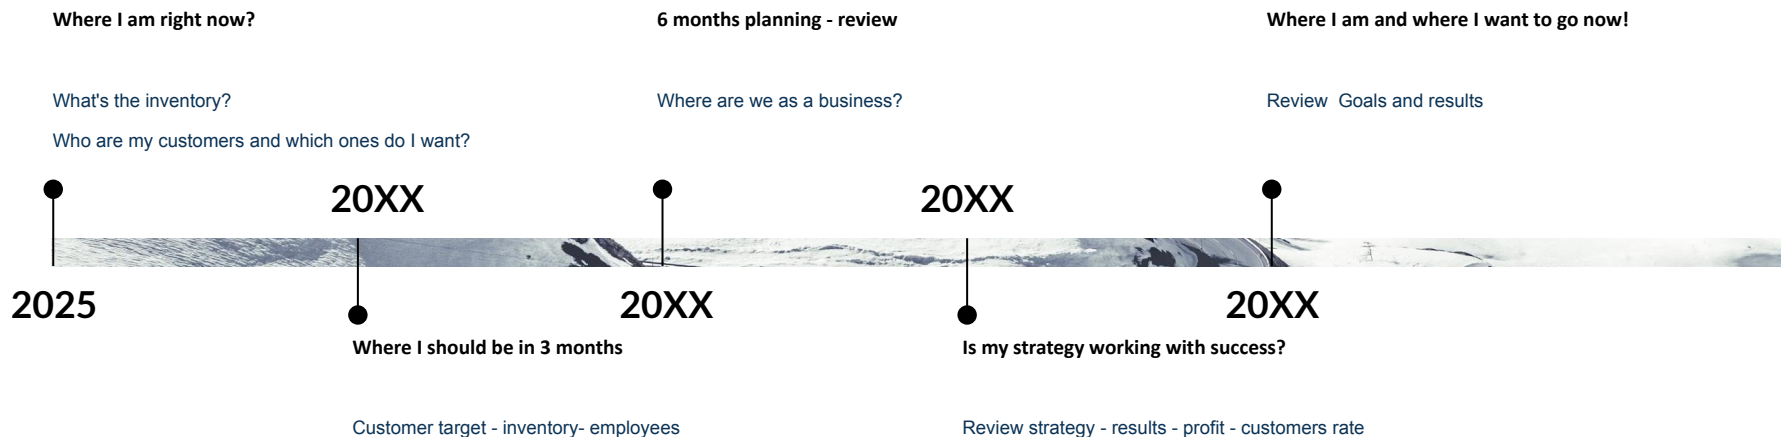 Where I am right now?
What's the inventory?
Who are my customers and which ones do I want?
2025
20XX
Where I should be in 3 months
Customer target - inventory- employees
6 months planning - review
Where are we as a business?
20XX
20XX
Is my strategy working with success?
Review strategy - results - profit - customers rate
Where I am and where I want to go now!
Review  Goals and results
20XX